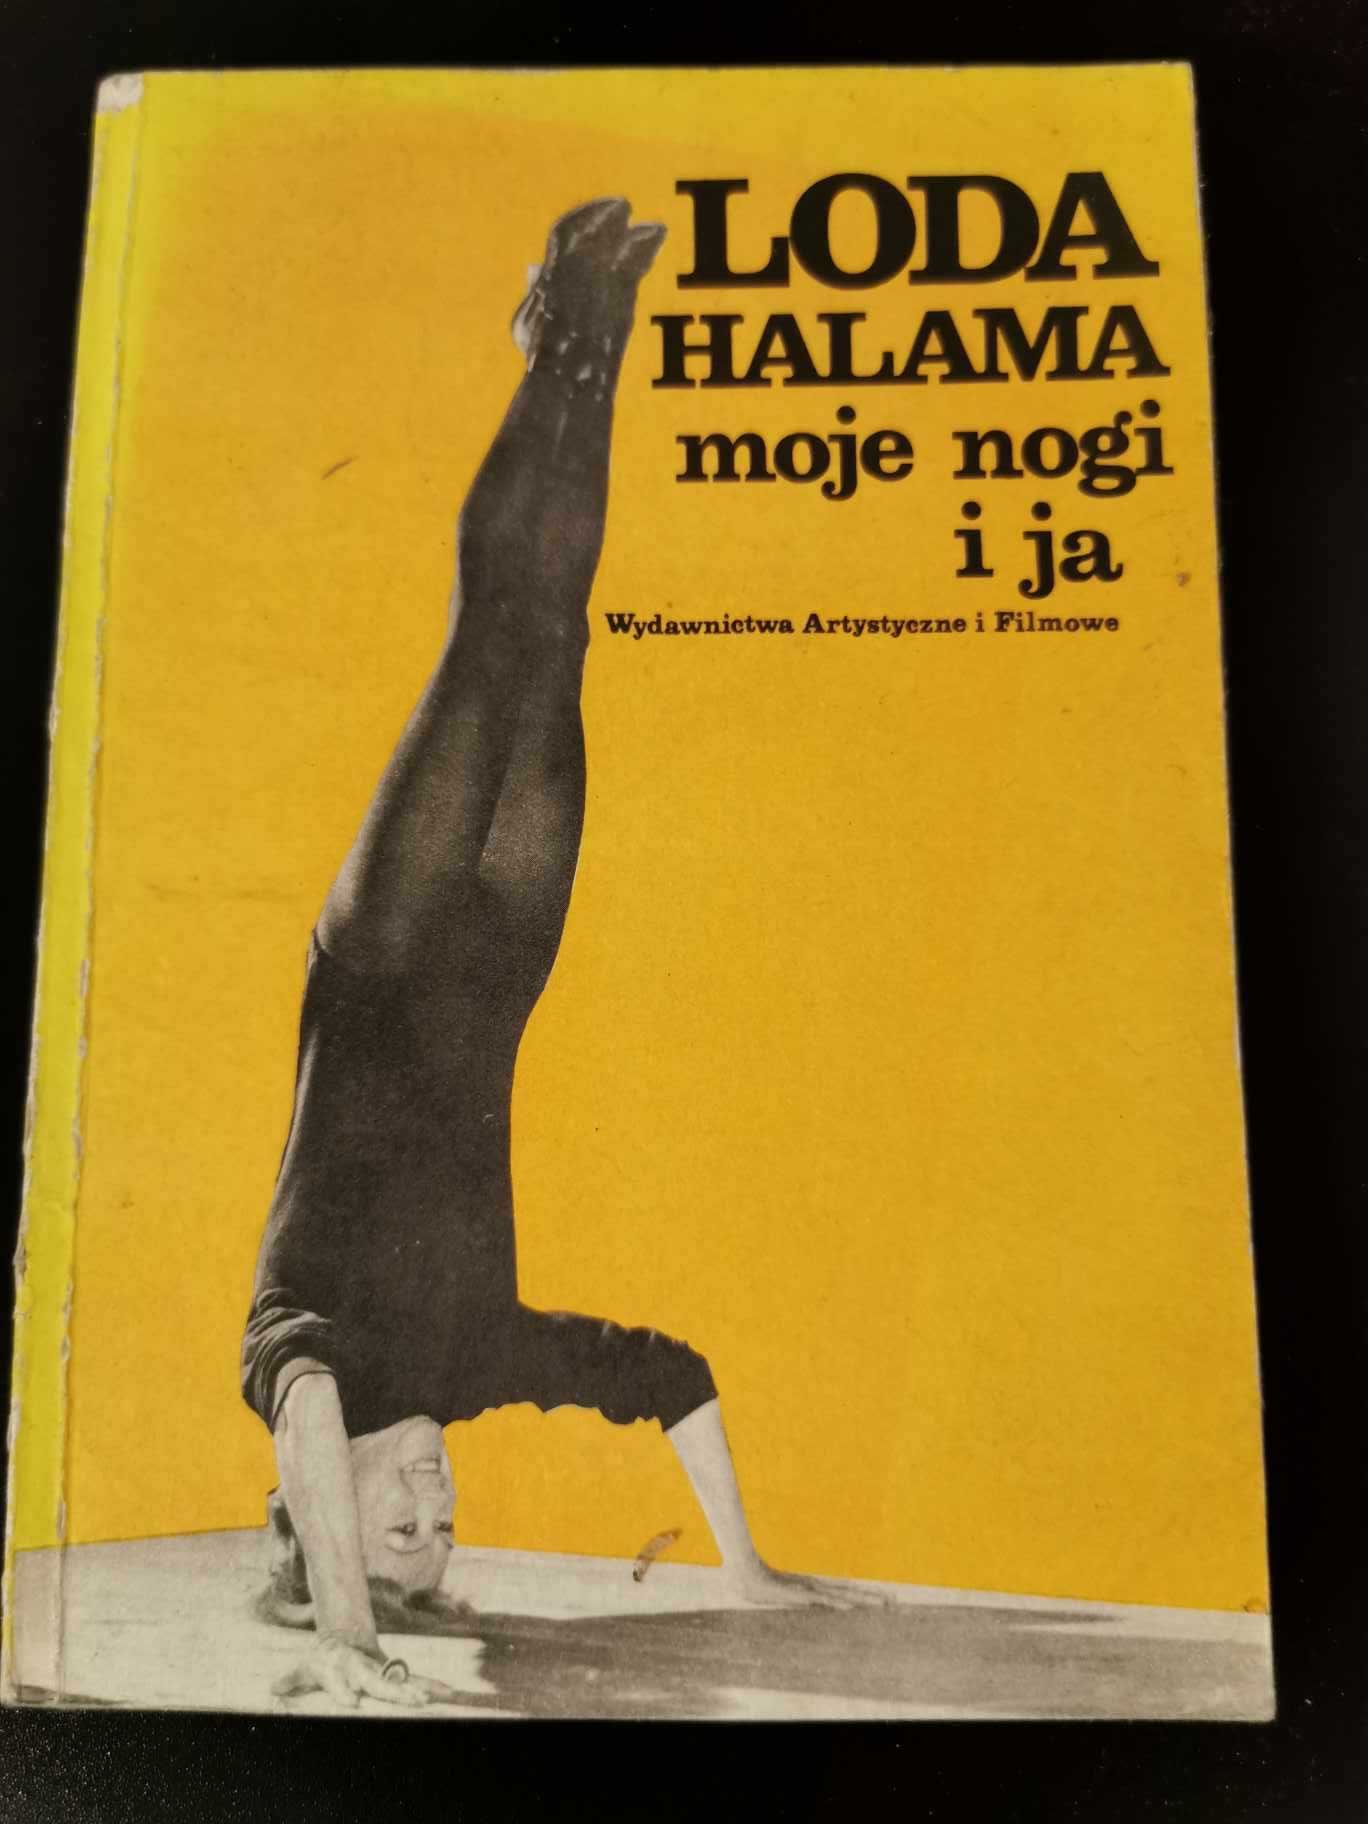 LODA
HALAMA
moje nogi
i ja
Wydawnictwa Artystyczne i Filmowe